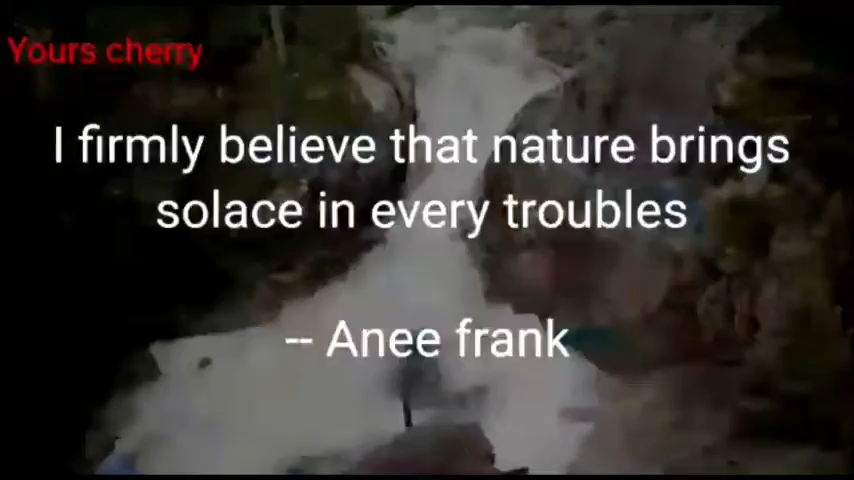 Yours cherry
I firmly believe that nature brings
solace in every troubles
-- Anee frank